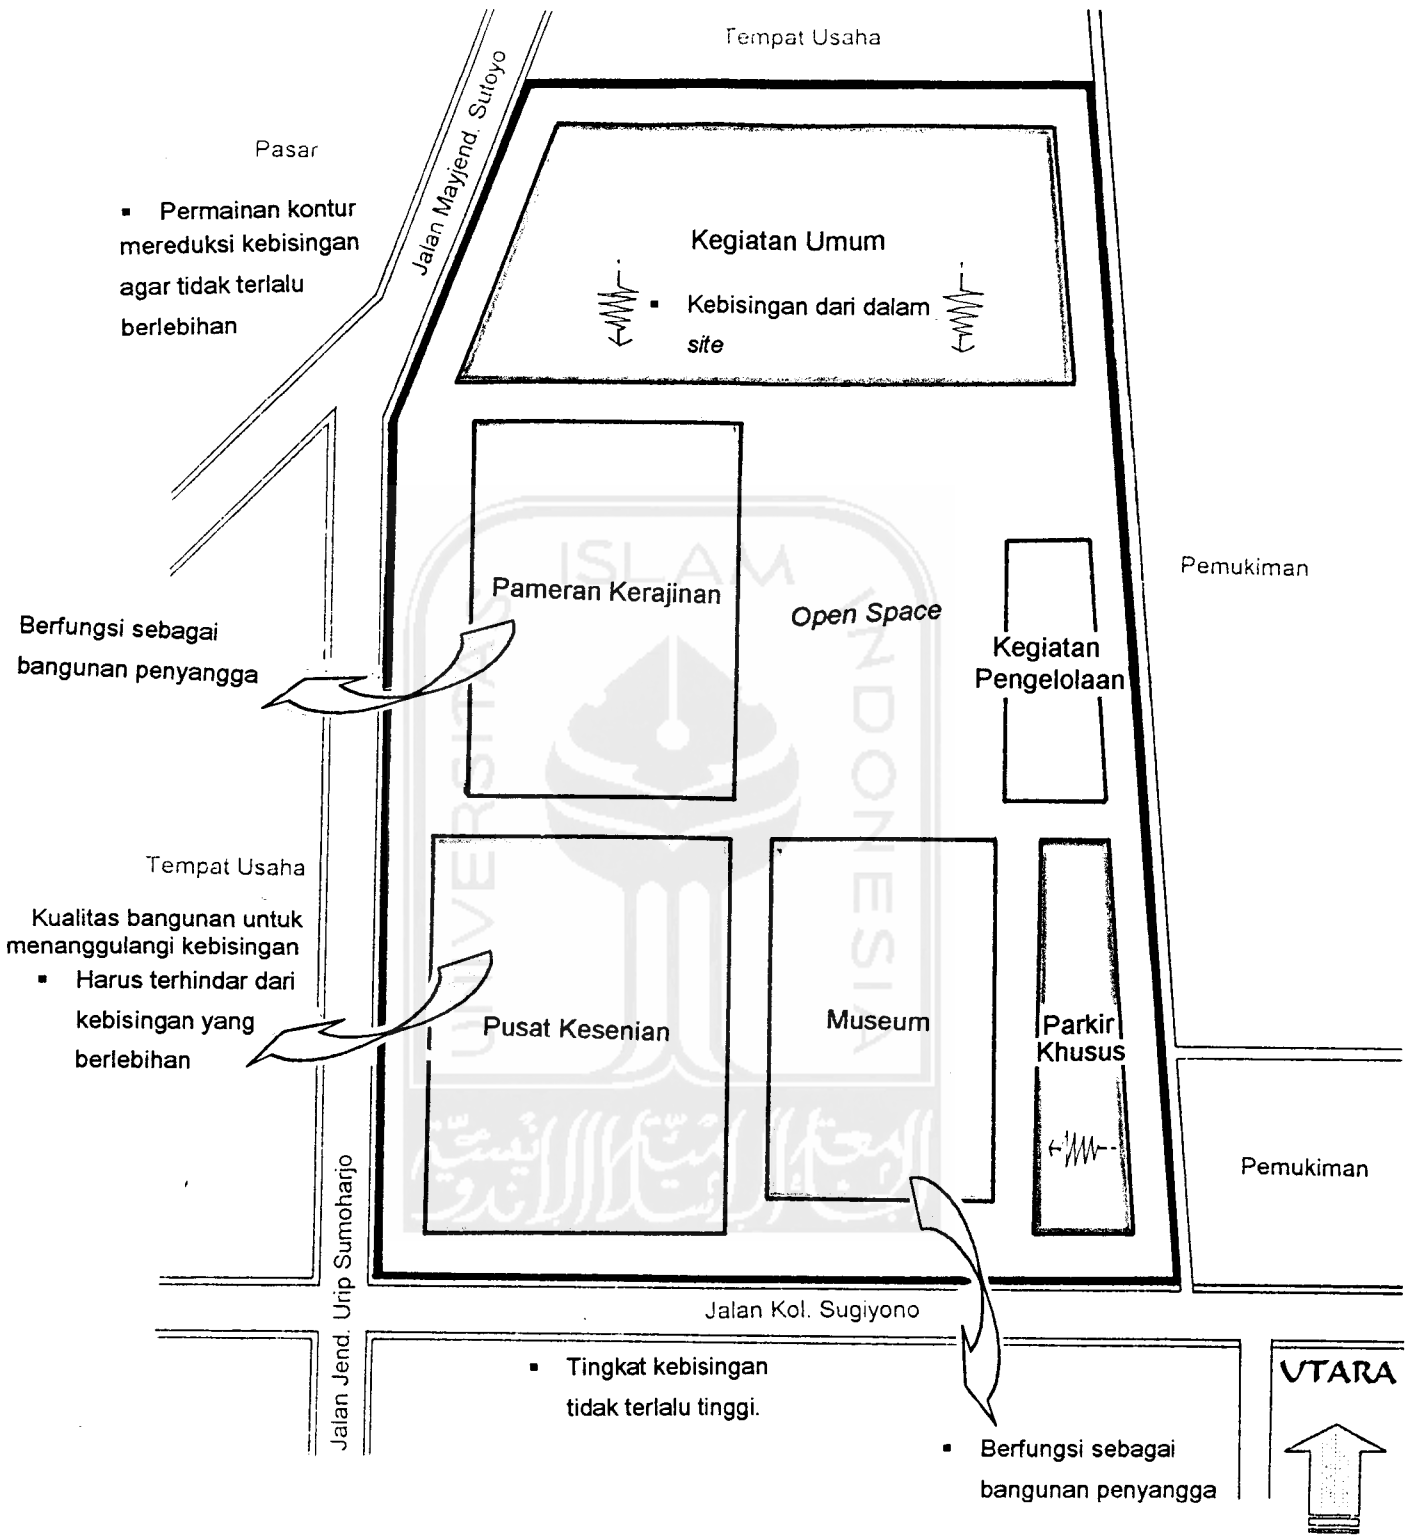 Tempat Usaha
Jalan Mayjend. Sutoyo
Pasar
▪ Permainan kontur
mereduksi kebisingan
agar tidak terlalu
berlebihan
Kegiatan Umum
▪ Kebisingan dari dalam
site
Pameran Kerajinan
Open Space
Pemukiman
Kegiatan
Pengelolaan
Berfungsi sebagai
bangunan penyangga
Tempat Usaha
Kualitas bangunan untuk
menanggulangi kebisingan
▪ Harus terhindar dari
kebisingan yang
berlebihan
Pusat Kesenian
Museum
Parkir
Khusus
Pemukiman
Jalan Jend. Urip Sumoharjo
Jalan Kol. Sugiyono
▪ Tingkat kebisingan
tidak terlalu tinggi.
▪ Berfungsi sebagai
bangunan penyangga
UTARA
UNIVERSITAS
ISLAM
INDONESIA